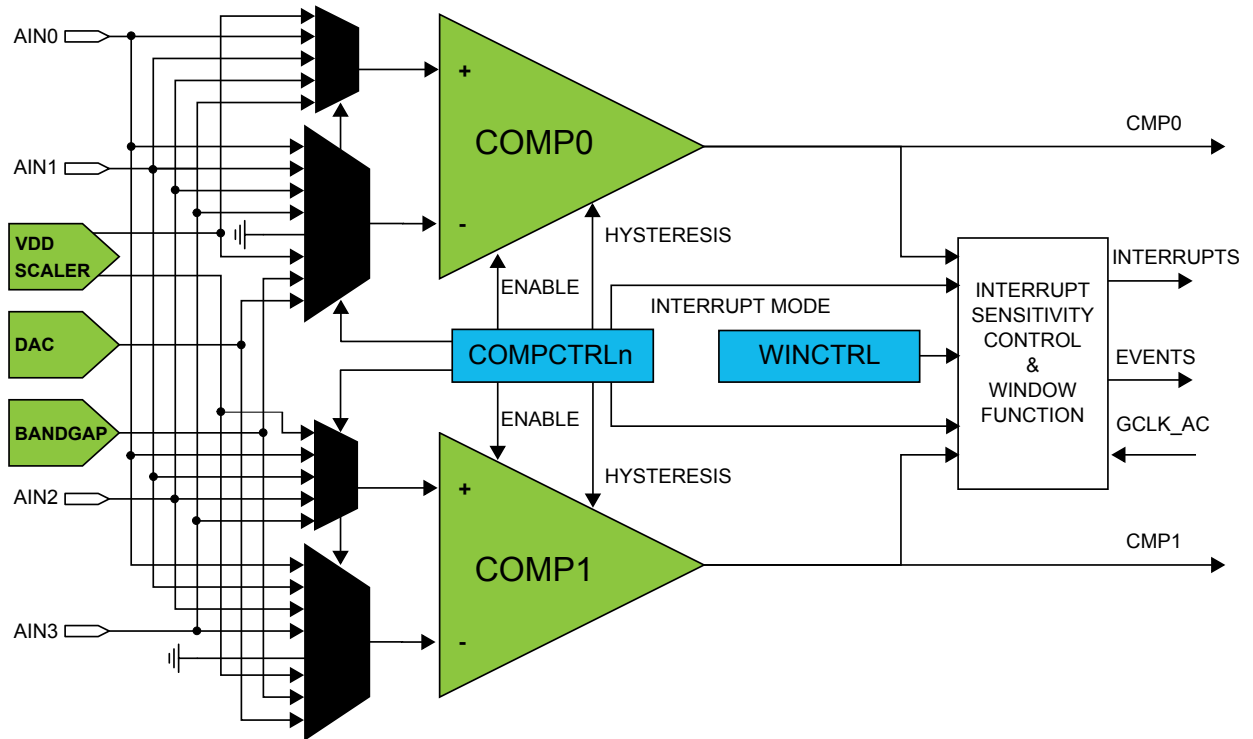 AIN0
+
COMP0
-
CMP0
AIN1
VDD
SCALER
HYSTERESIS
ENABLE
INTERRUPT MODE
INTERRUPTS
INTERRUPT
SENSITIVITY
CONTROL
&
WINDOW
FUNCTION
DAC
COMPCTRLn
WINCTRL
EVENTS
BANDGAP
ENABLE
GCLK_AC
HYSTERESIS
AIN2
+
COMP1
-
CMP1
AIN3